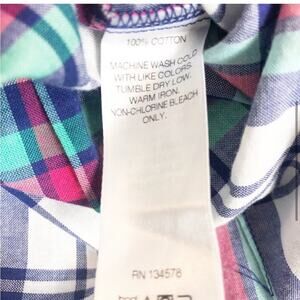 100% COTTON
MACHINE WASH COLD
WITH LIKE COLORS.
TUMBLE DRY LOW.
WARM IRON.
NON-CHLORINE BLEACH
ONLY.
RN 134578